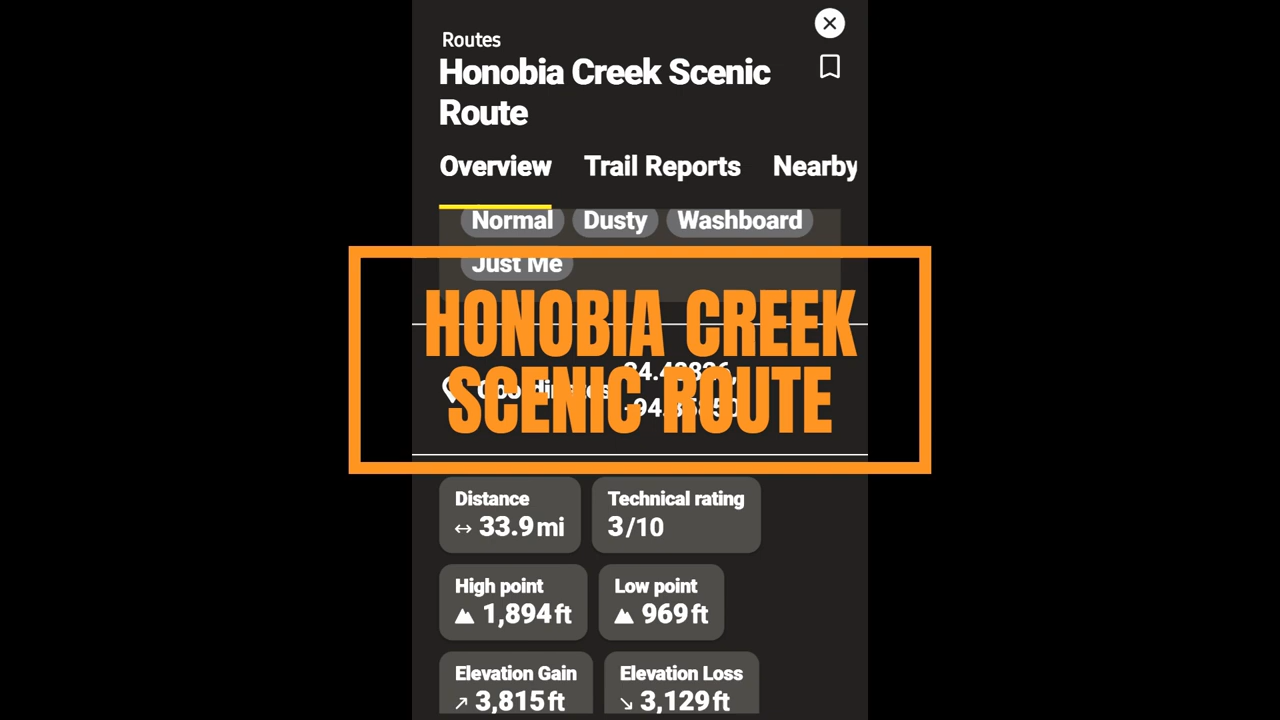 Routes
Honobia Creek Scenic
Route
Overview Trail Reports Nearby
Normal Dusty Washboard
Just Me
HONOBIA CREEK
SCENIC ROUTE
Distance Technical rating
33.9 mi 3/10
High point Low point
1,894 ft 969 ft
Elevation Gain Elevation Loss
3,815 ft 3,129 ft